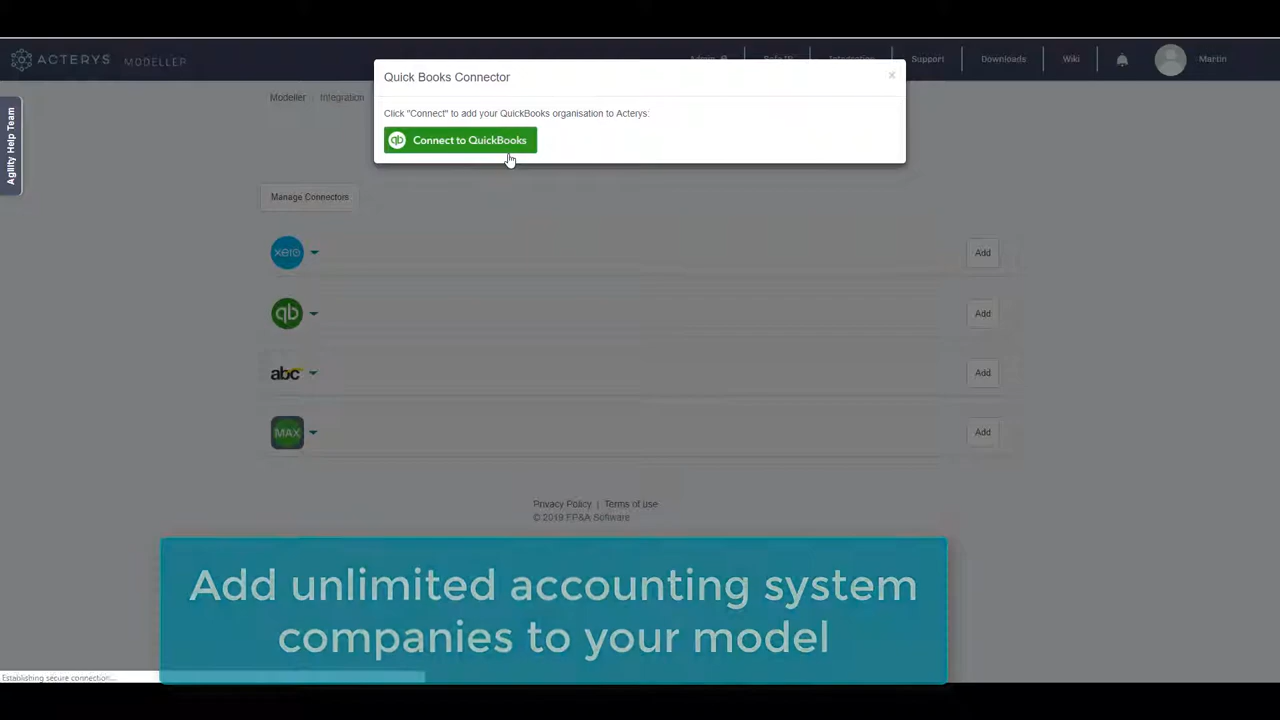 ACTERYS MODELLER
Support
Downloads
Wiki
Martin
Quick Books Connector
×
Click "Connect" to add your QuickBooks organisation to Acterys:
qb Connect to QuickBooks
Modeller
Integration
Agility Help Team
Manage Connectors
xero
Add
qb
Add
abc
Add
MAX
Add
Privacy Policy | Terms of use
© 2019 FP&A Software
Add unlimited accounting system
companies to your model
Establishing secure connection...